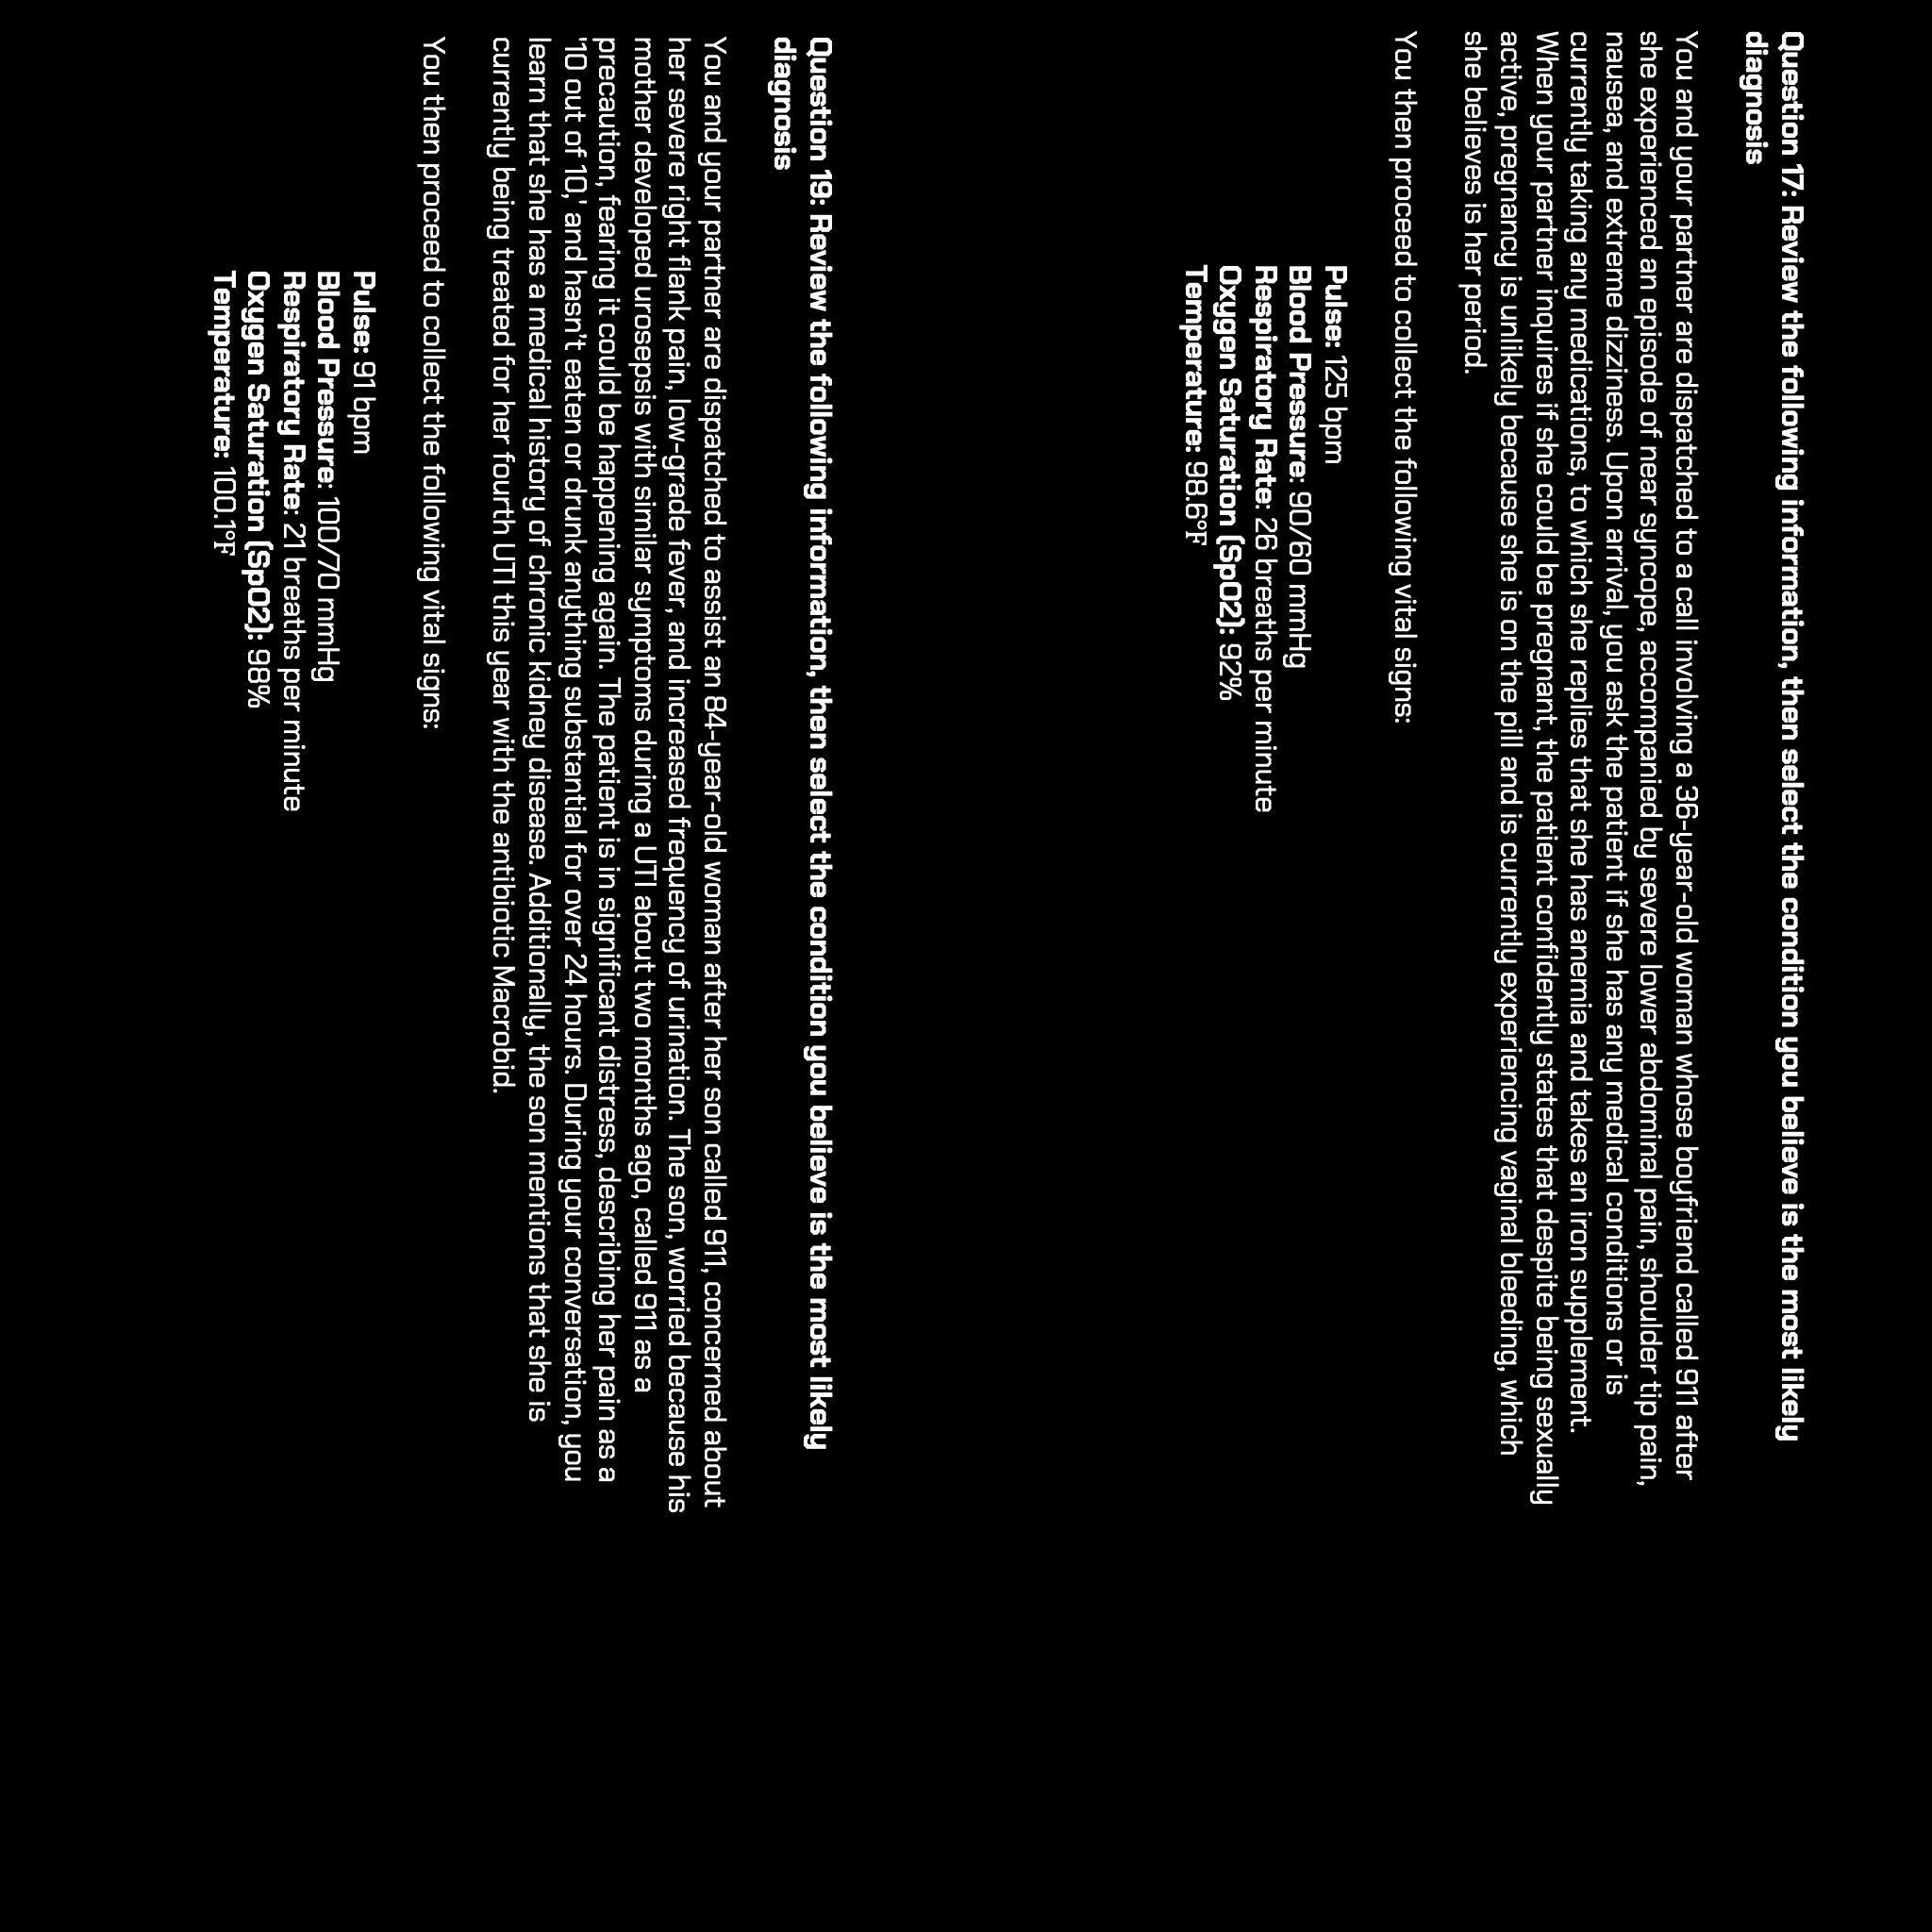 Question 17: Review the following information, then select the condition you believe is the most likely
diagnosis
You and your partner are dispatched to a call involving a 36-year-old woman whose boyfriend called 911 after
she experienced an episode of near syncope, accompanied by severe lower abdominal pain, shoulder tip pain,
nausea, and extreme dizziness. Upon arrival, you ask the patient if she has any medical conditions or is
currently taking any medications, to which she replies that she has anemia and takes an iron supplement.
When your partner inquires if she could be pregnant, the patient confidently states that despite being sexually
active, pregnancy is unlikely because she is on the pill and is currently experiencing vaginal bleeding, which
she believes is her period.
You then proceed to collect the following vital signs:
Pulse: 125 bpm
Blood Pressure: 90/60 mmHg
Respiratory Rate: 26 breaths per minute
Oxygen Saturation (SpO2): 92%
Temperature: 98.6°F
Question 19: Review the following information, then select the condition you believe is the most likely
diagnosis
You and your partner are dispatched to assist an 84-year-old woman after her son called 911, concerned about
her severe right flank pain, low-grade fever, and increased frequency of urination. The son, worried because his
mother developed urosepsis with similar symptoms during a UTI about two months ago, called 911 as a
precaution, fearing it could be happening again. The patient is in significant distress, describing her pain as a
'10 out of 10,' and hasn't eaten or drunk anything substantial for over 24 hours. During your conversation, you
learn that she has a medical history of chronic kidney disease. Additionally, the son mentions that she is
currently being treated for her fourth UTI this year with the antibiotic Macrobid.
You then proceed to collect the following vital signs:
Pulse: 91 bpm
Blood Pressure: 100/70 mmHg
Respiratory Rate: 21 breaths per minute
Oxygen Saturation (SpO2): 98%
Temperature: 100.1°F